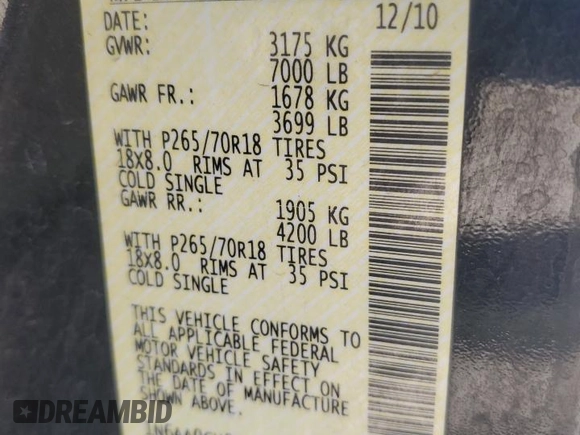 DATE: 12/10
GVWR: 3175 KG
7000 LB
GAWR FR.: 1678 KG
3699 LB
WITH P265/70R18 TIRES
18X8.0 RIMS AT 35 PSI
COLD SINGLE
GAWR RR.: 1905 KG
4200 LB
WITH P265/70R18 TIRES
18X8.0 RIMS AT 35 PSI
COLD SINGLE
THIS VEHICLE CONFORMS TO
ALL APPLICABLE FEDERAL
MOTOR VEHICLE SAFETY
STANDARDS IN EFFECT ON
THE DATE OF MANUFACTURE
SHOWN ABOVE.
DREAMBID